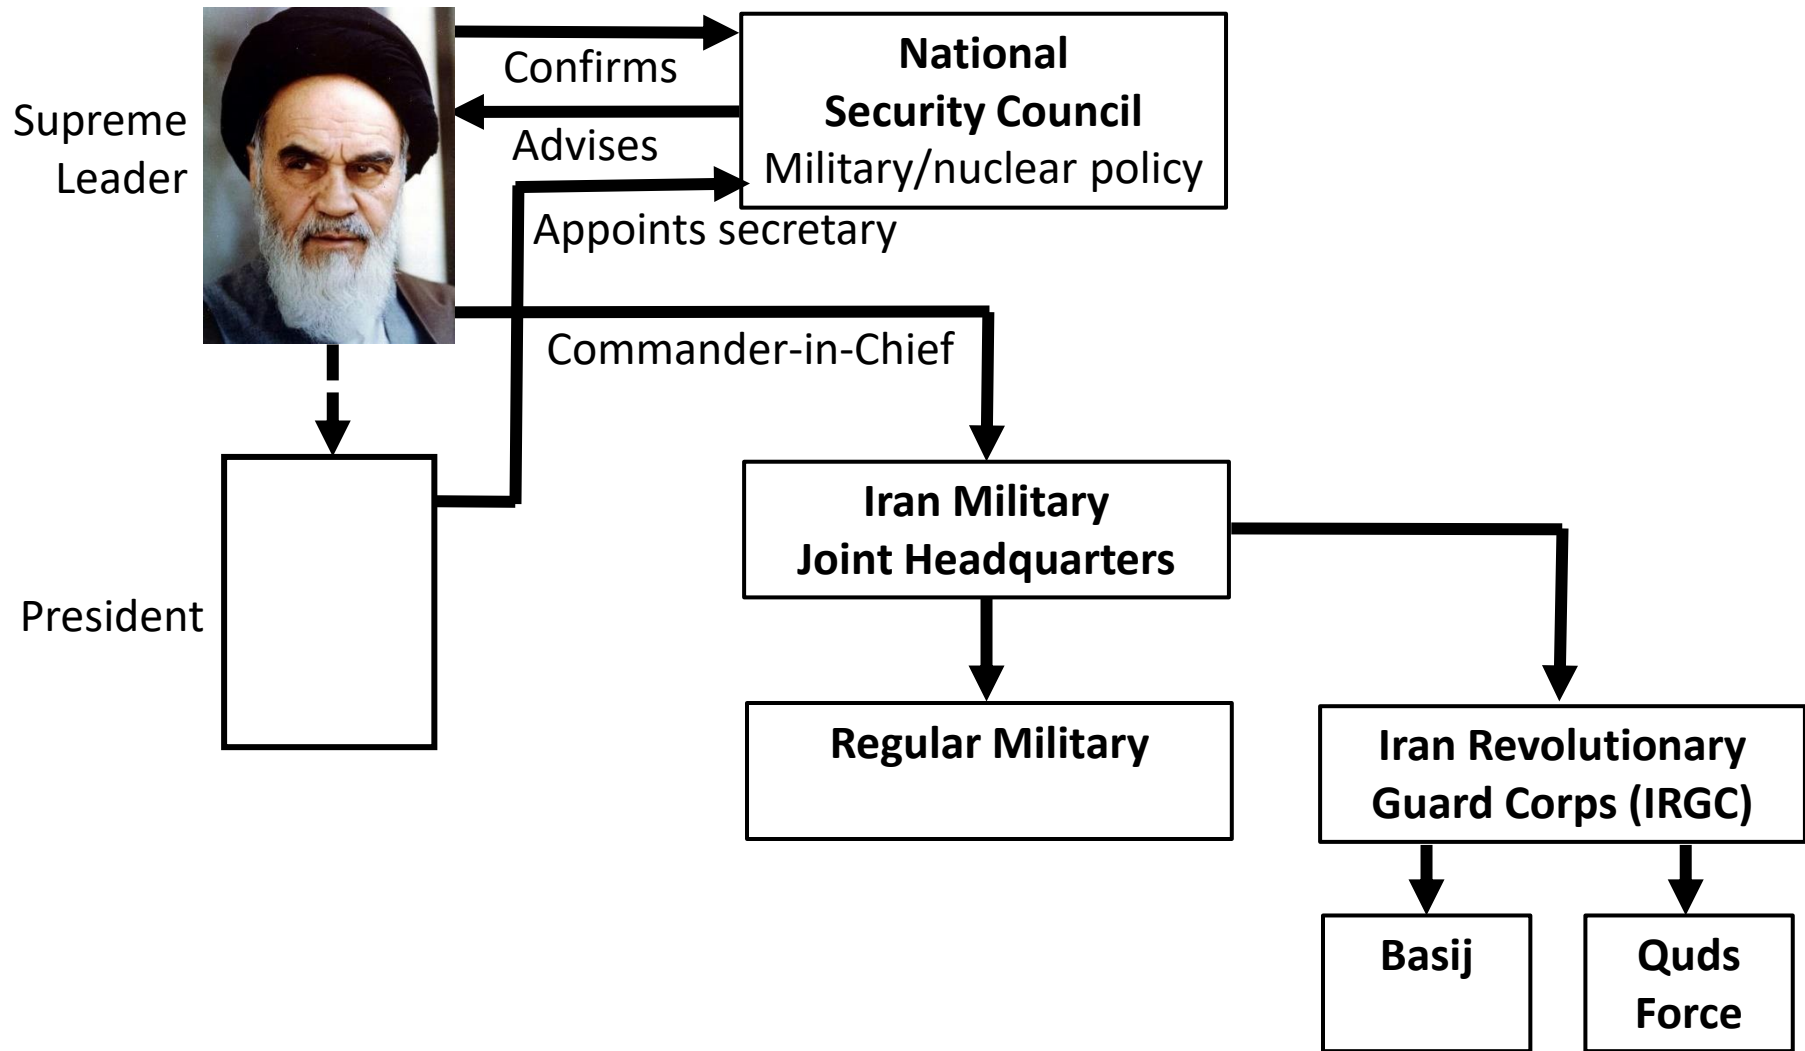 Supreme
Leader
Confirms
Advises
Appoints secretary
National
Security Council
Military/nuclear policy
Commander-in-Chief
President
Iran Military
Joint Headquarters
Regular Military
Iran Revolutionary
Guard Corps (IRGC)
Basij
Quds
Force